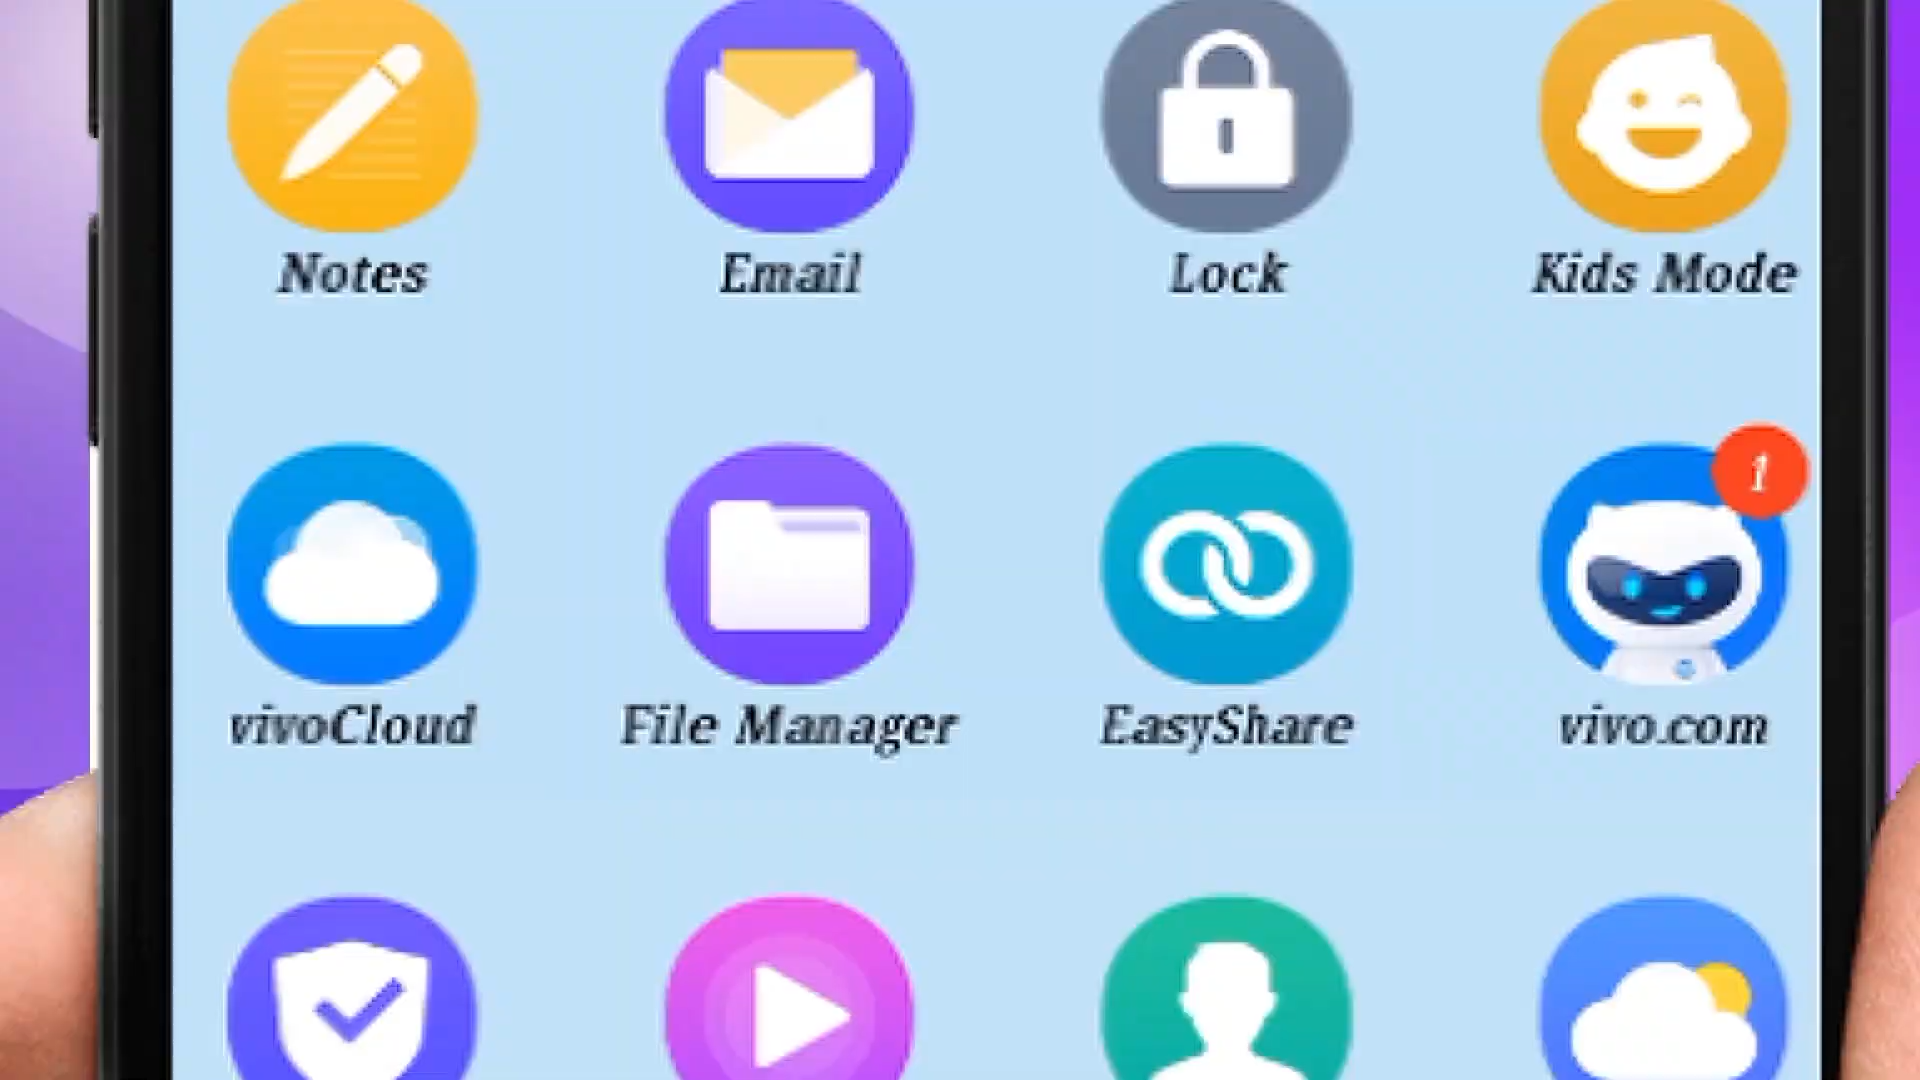 Notes
Email
Lock
Kids Mode
1
vivoCloud
File Manager
EasyShare
vivo.com